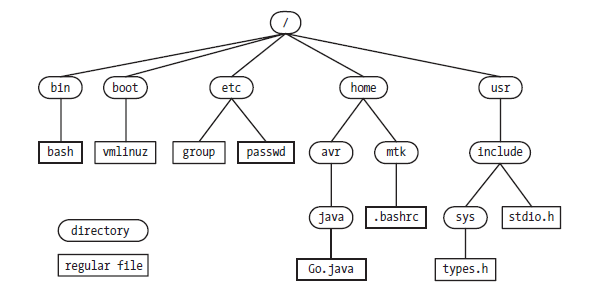 /
bin boot etc home usr
bash vmlinuz group passwd avr mtk include
java .bashrc sys stdio.h
directory
regular file Go.java types.h